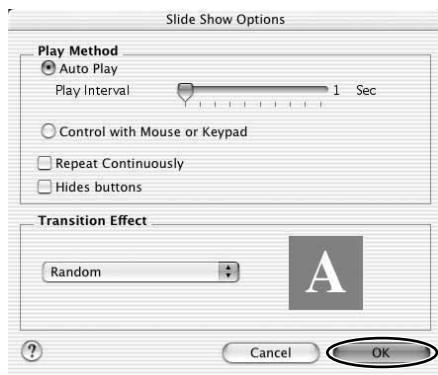 Slide Show Options
Play Method
Auto Play
Play Interval 1 Sec
Control with Mouse or Keypad
Repeat Continuously
Hides buttons
Transition Effect
Random
A
? Cancel OK